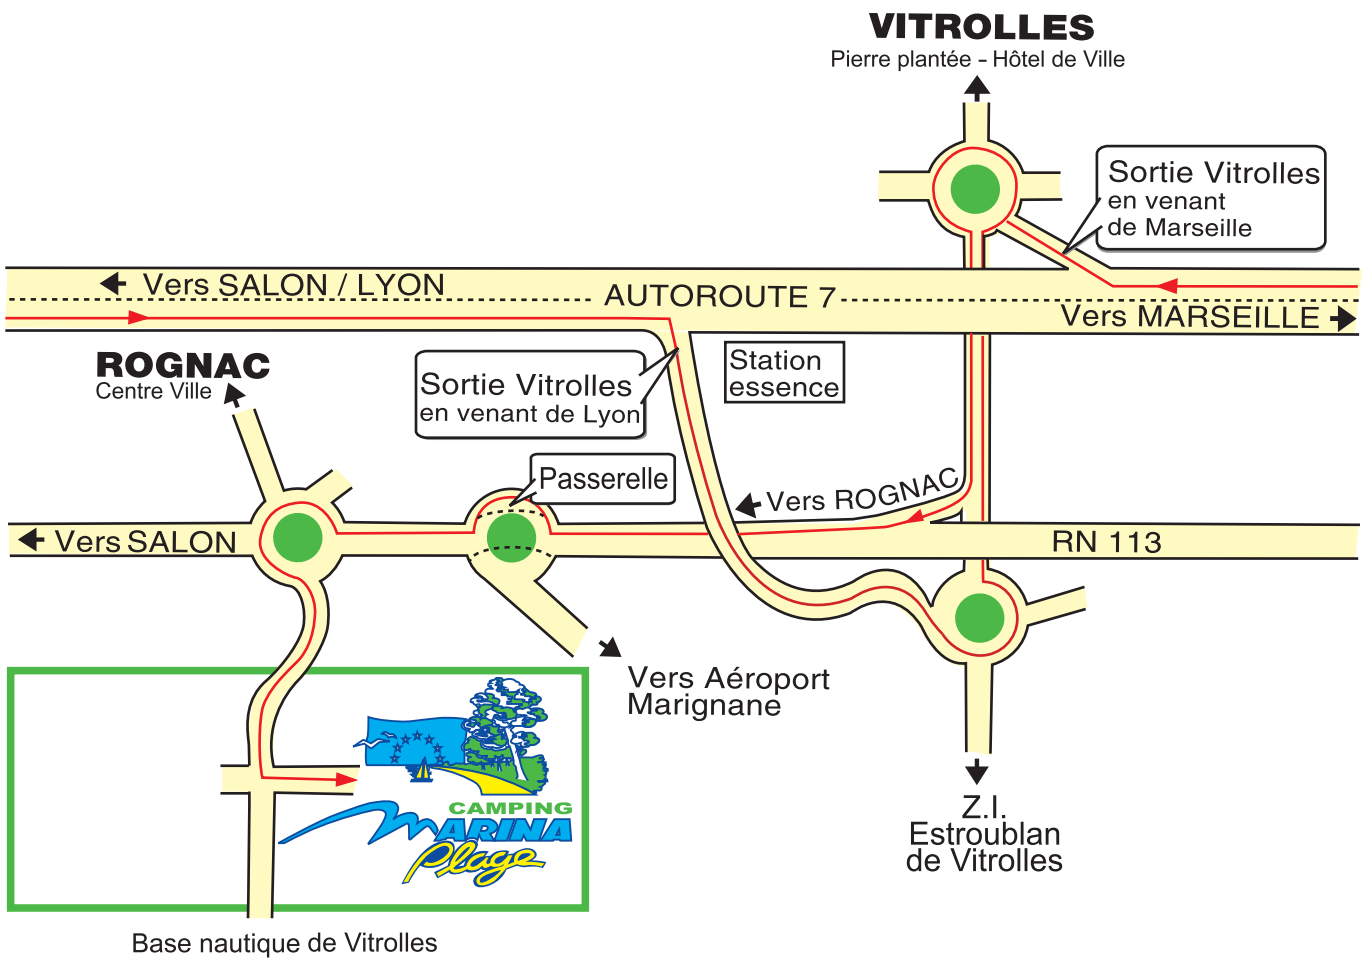 VITROLLES
Pierre plantée - Hôtel de Ville
Sortie Vitrolles
en venant
de Marseille
Vers SALON / LYON
AUTOROUTE 7
Vers MARSEILLE
ROGNAC
Centre Ville
Sortie Vitrolles
en venant de Lyon
Station
essence
Passerelle
Vers ROGNAC
Vers SALON
RN 113
Vers Aéroport
Marignane
CAMPING
MARINA
Plage
Z.I.
Estroublan
de Vitrolles
Base nautique de Vitrolles